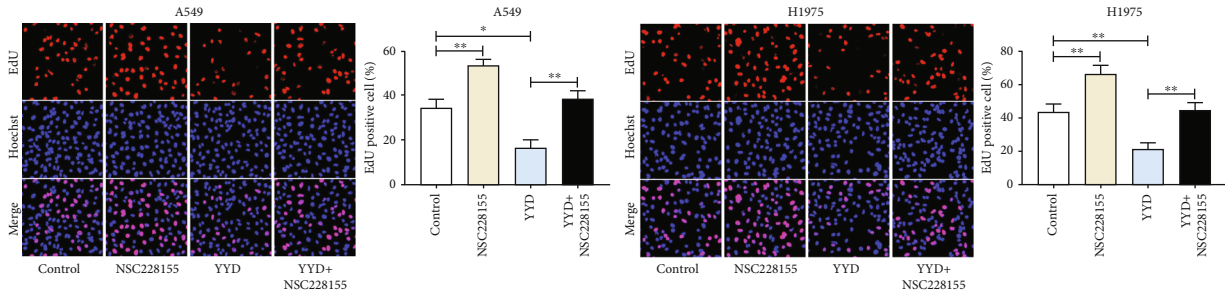 A549
EdU
Hoechst
Merge
Control
NSC228155
YYD
YYD+
NSC228155
A549
EdU positive cell (%)
60
40
20
0
*
**
**
Control
NSC228155
YYD
YYD+
NSC228155
H1975
EdU
Hoechst
Merge
Control
NSC228155
YYD
YYD+
NSC228155
H1975
EdU positive cell (%)
80
60
40
20
0
**
**
**
Control
NSC228155
YYD
YYD+
NSC228155